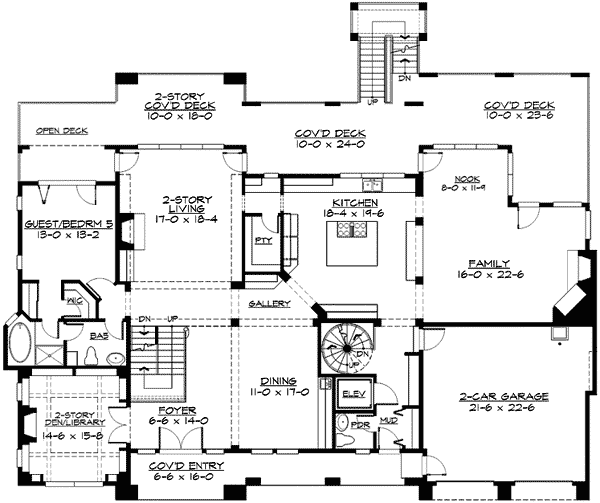 DN
UP
2-STORY
COV'D DECK
10-0 x 18-0
COV'D DECK
10-0 x 23-6
OPEN DECK
COV'D DECK
10-0 x 24-0
NOOK
8-0 x 11-9
2-STORY
LIVING
17-0 x 18-4
KITCHEN
18-4 x 19-6
GUEST/BEDRM 5
13-0 x 13-2
PTY
FAMILY
16-0 x 22-6
WIC
GALLERY
DN UP
BA5
UP
DN
DINING
11-0 x 17-0
ELEV
2-CAR GARAGE
21-6 x 22-6
2-STORY
DEN/LIBRARY
14-6 x 15-8
FOYER
6-6 x 14-0
PDR
MUD
COV'D ENTRY
6-6 x 16-0